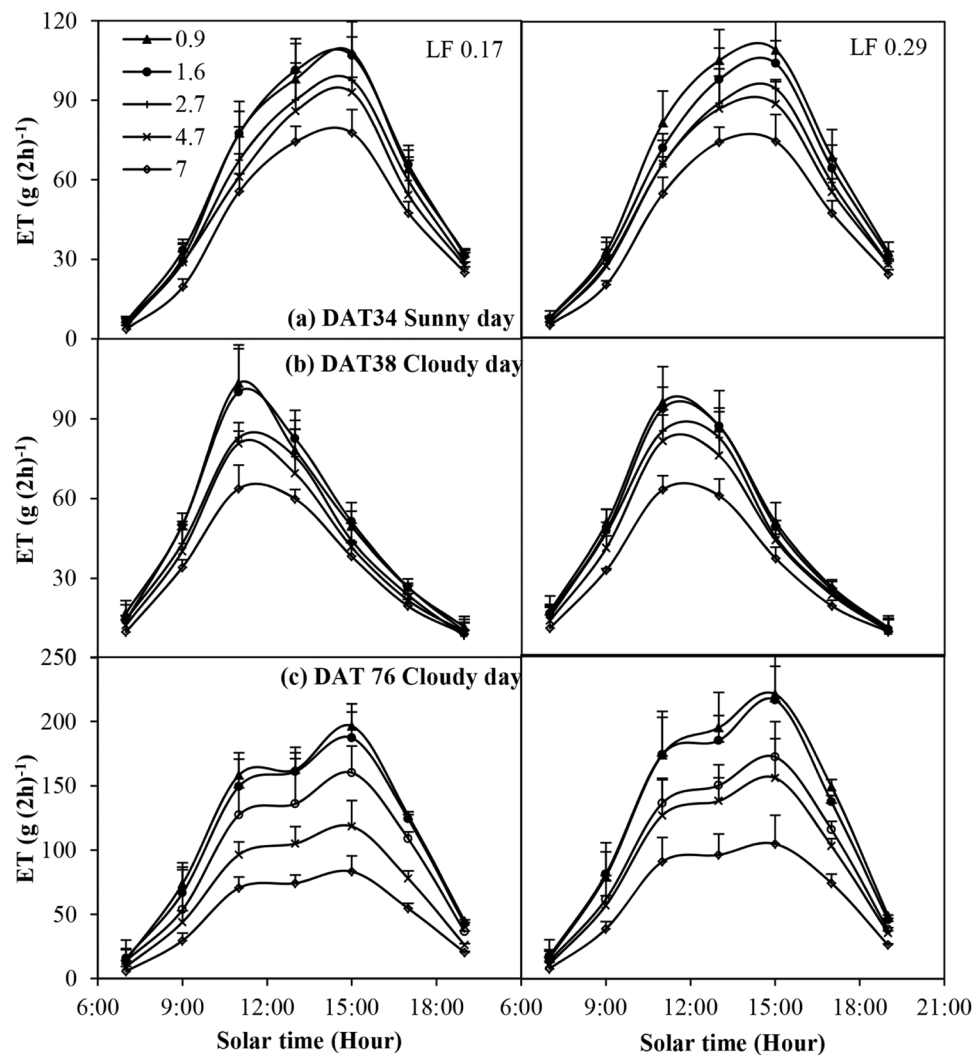 120
90
60
30
0
ET (g (2h)⁻¹)
0.9
1.6
2.7
4.7
7
LF 0.17
LF 0.29
(a) DAT34 Sunny day
90
60
30
ET (g (2h)⁻¹)
(b) DAT38 Cloudy day
250
200
150
100
50
0
ET (g (2h)⁻¹)
(c) DAT 76 Cloudy day
6:00 9:00 12:00 15:00 18:00
6:00 9:00 12:00 15:00 18:00 21:00
Solar time (Hour)
Solar time (Hour)